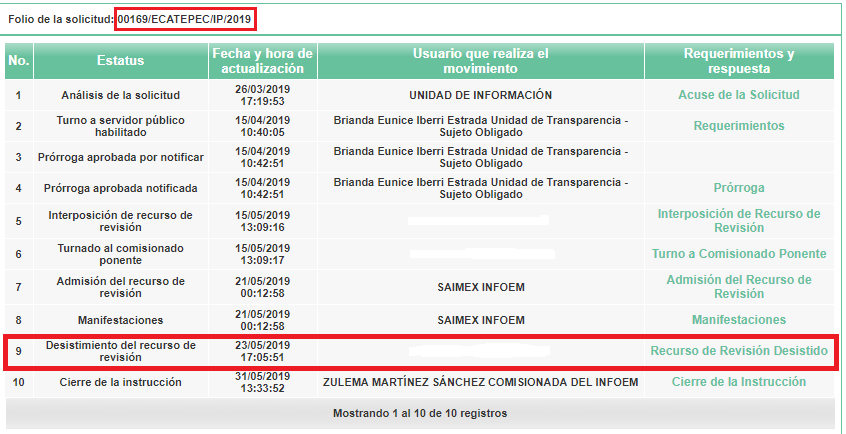 Folio de la solicitud: 00169/ECATEPEC/IP/2019
No. Estatus Fecha y hora de actualización Usuario que realiza el movimiento Requerimientos y respuesta
1 Análisis de la solicitud 26/03/2019 17:19:53 UNIDAD DE INFORMACIÓN Acuse de la Solicitud
2 Turno a servidor público habilitado 15/04/2019 10:40:05 Brianda Eunice Iberri Estrada Unidad de Transparencia - Sujeto Obligado Requerimientos
3 Prórroga aprobada por notificar 15/04/2019 10:42:51 Brianda Eunice Iberri Estrada Unidad de Transparencia - Sujeto Obligado
4 Prórroga aprobada notificada 15/04/2019 10:42:51 Brianda Eunice Iberri Estrada Unidad de Transparencia - Sujeto Obligado Prórroga
5 Interposición de recurso de revisión 15/05/2019 13:09:16 Interposición de Recurso de Revisión
6 Turnado al comisionado ponente 15/05/2019 13:09:17 Turno a Comisionado Ponente
7 Admisión del recurso de revisión 21/05/2019 00:12:58 SAIMEX INFOEM Admisión del Recurso de Revisión
8 Manifestaciones 21/05/2019 00:12:58 SAIMEX INFOEM Manifestaciones
9 Desistimiento del recurso de revisión 23/05/2019 17:05:51 Recurso de Revisión Desistido
10 Cierre de la instrucción 31/05/2019 13:33:52 ZULEMA MARTÍNEZ SÁNCHEZ COMISIONADA DEL INFOEM Cierre de la Instrucción
Mostrando 1 al 10 de 10 registros